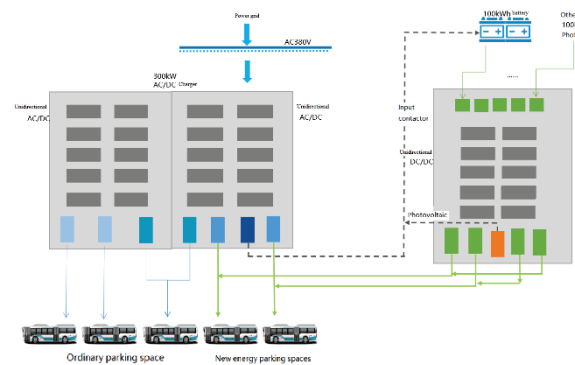 Power grid
100kWh battery
Othe
100
Phot
AC380V
300kW
AC/DC Charger
Unidirectional
AC/DC
Unidirectional
AC/DC
Input
contactor
......
Unidirectional
DC/DC
Photovoltaic
Ordinary parking space
New energy parking spaces